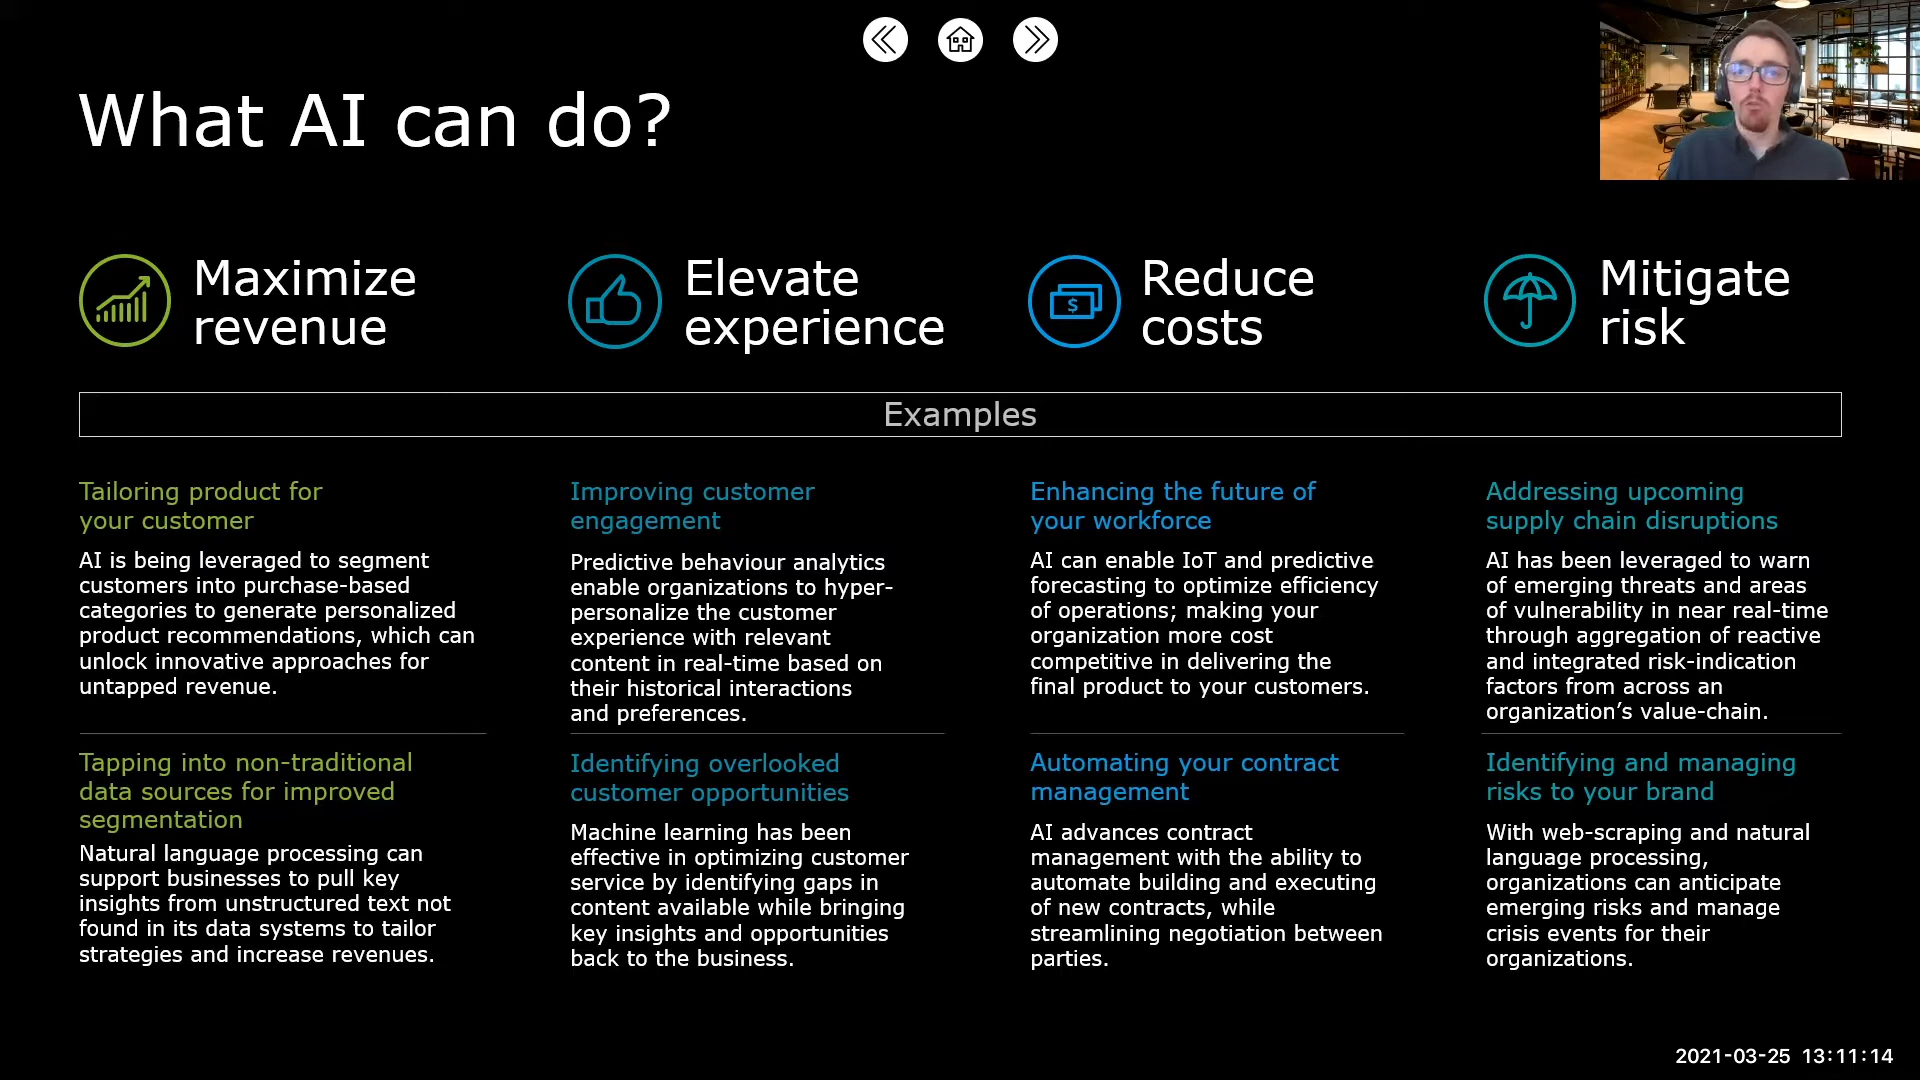 What AI can do?
Maximize
revenue
Elevate
experience
Reduce
costs
Mitigate
risk
Examples
Tailoring product for
your customer
AI is being leveraged to segment
customers into purchase-based
categories to generate personalized
product recommendations, which can
unlock innovative approaches for
untapped revenue.
Tapping into non-traditional
data sources for improved
segmentation
Natural language processing can
support businesses to pull key
insights from unstructured text not
found in its data systems to tailor
strategies and increase revenues.
Improving customer
engagement
Predictive behaviour analytics
enable organizations to hyper-
personalize the customer
experience with relevant
content in real-time based on
their historical interactions
and preferences.
Identifying overlooked
customer opportunities
Machine learning has been
effective in optimizing customer
service by identifying gaps in
content available while bringing
key insights and opportunities
back to the business.
Enhancing the future of
your workforce
AI can enable IoT and predictive
forecasting to optimize efficiency
of operations; making your
organization more cost
competitive in delivering the
final product to your customers.
Automating your contract
management
AI advances contract
management with the ability to
automate building and executing
of new contracts, while
streamlining negotiation between
parties.
Addressing upcoming
supply chain disruptions
AI has been leveraged to warn
of emerging threats and areas
of vulnerability in near real-time
through aggregation of reactive
and integrated risk-indication
factors from across an
organization’s value-chain.
Identifying and managing
risks to your brand
With web-scraping and natural
language processing,
organizations can anticipate
emerging risks and manage
crisis events for their
organizations.
2021-03-25 13:11:14